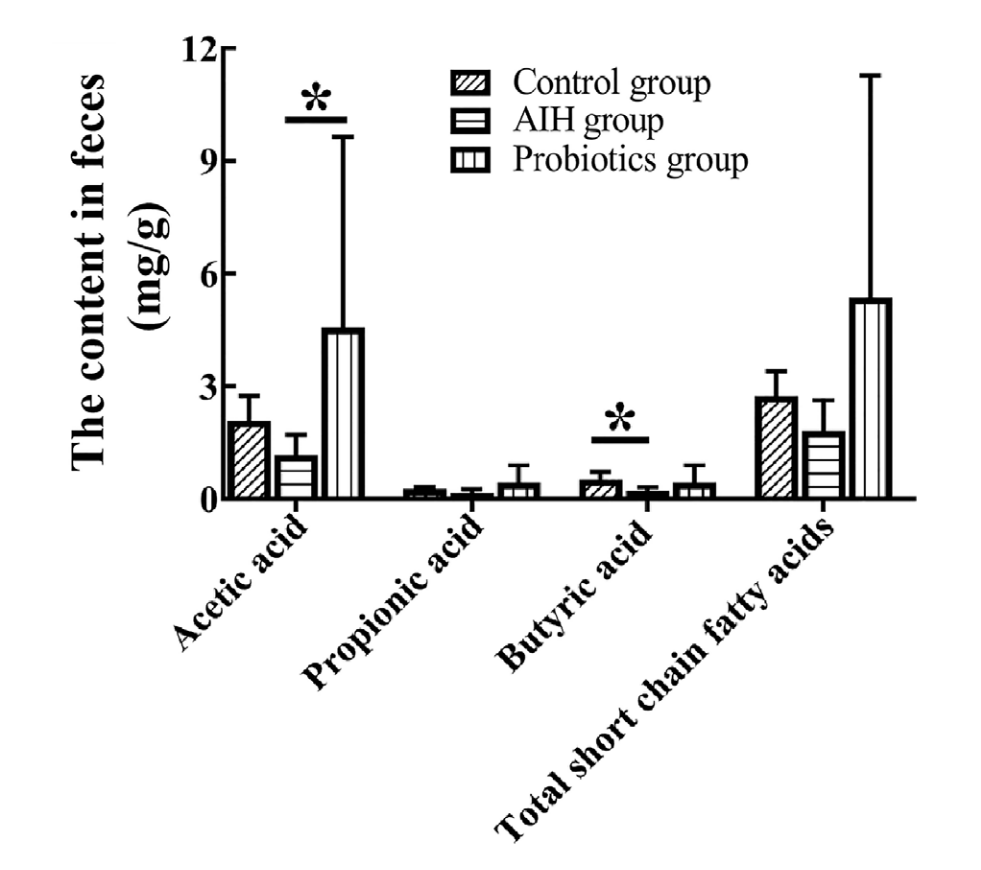 The content in feces
(mg/g)
12
9
6
3
0
*
*
Control group
AIH group
Probiotics group
Acetic acid
Propionic acid
Butyric acid
Total short chain fatty acids